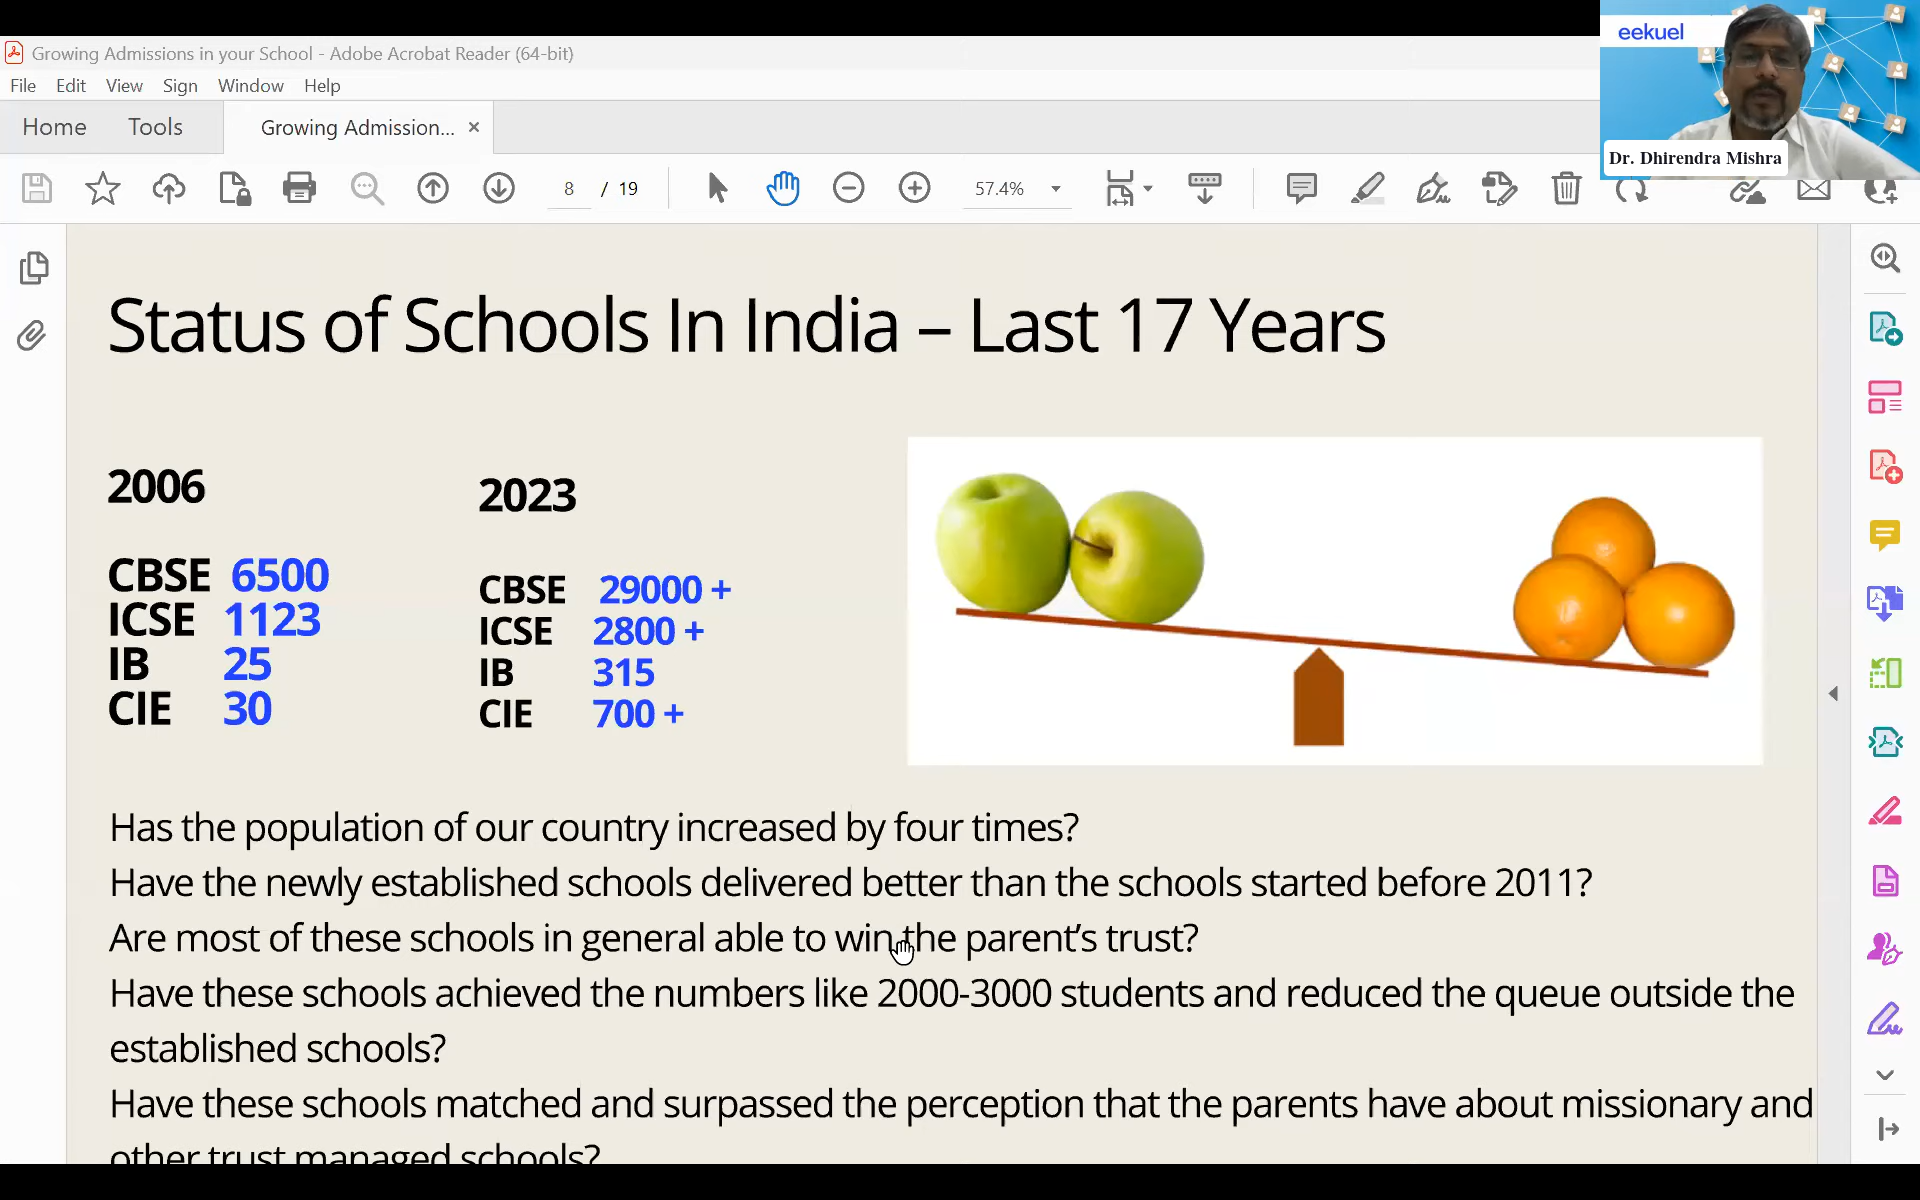 eekuel
Growing Admissions in your School - Adobe Acrobat Reader (64-bit)
File Edit View Sign Window Help
Home Tools Growing Admission... ×
Dr. Dhirendra Mishra
8 / 19 57.4%
Status of Schools In India – Last 17 Years
2006
CBSE 6500
ICSE 1123
IB 25
CIE 30
2023
CBSE 29000 +
ICSE 2800 +
IB 315
CIE 700 +
Has the population of our country increased by four times?
Have the newly established schools delivered better than the schools started before 2011?
Are most of these schools in general able to win the parent’s trust?
Have these schools achieved the numbers like 2000-3000 students and reduced the queue outside the
established schools?
Have these schools matched and surpassed the perception that the parents have about missionary and
other trust managed schools?